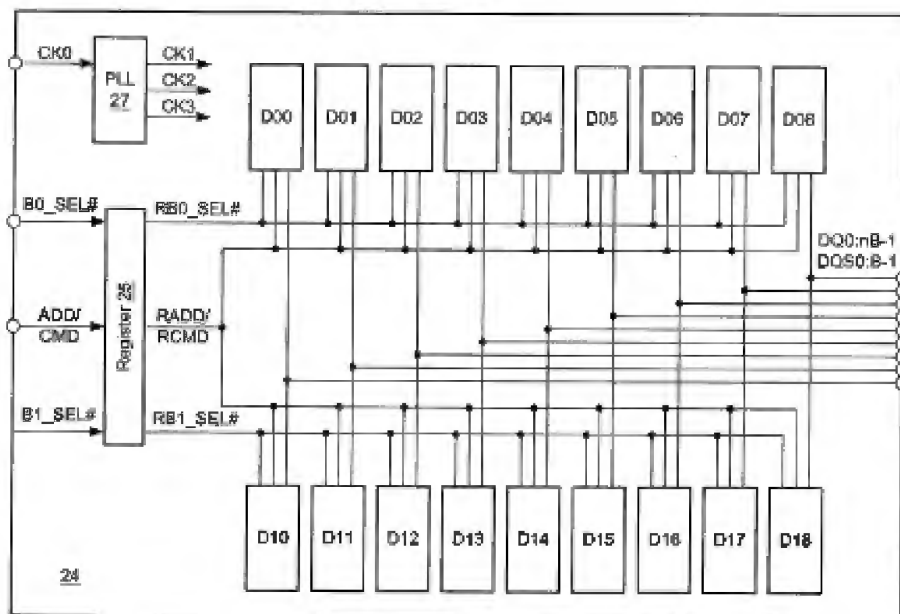 CK0
CK1
PLL
27
CK2
CK3
D00 D01 D02 D03 D04 D05 D06 D07 D08
B0_SEL# RB0_SEL#
DQ0:nB-1
DQS0:B-1
Register 25
ADD/
CMD
RADD/
RCMD
B1_SEL# RB1_SEL#
D10 D11 D12 D13 D14 D15 D16 D17 D18
24